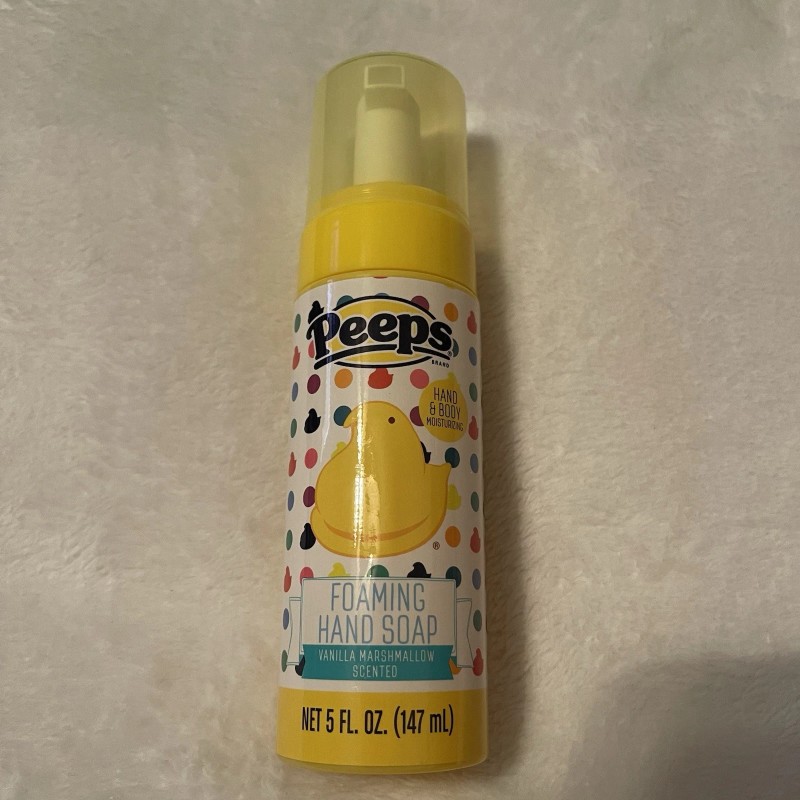 Peeps
BRAND
HAND
& BODY
MOISTURIZING
®
FOAMING
HAND SOAP
VANILLA MARSHMALLOW
SCENTED
NET 5 FL. OZ. (147 mL)